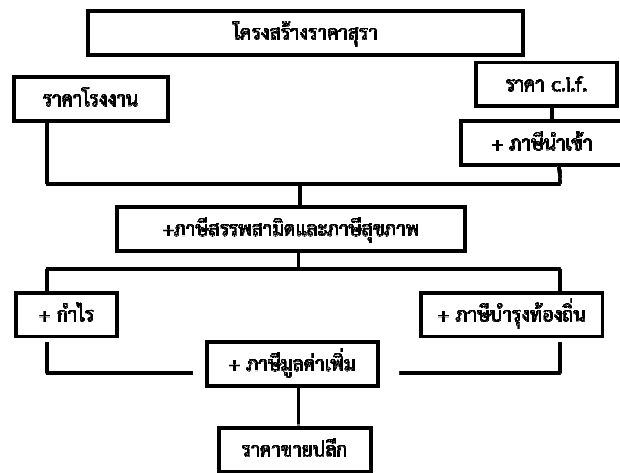 โครงสร้างราคาสุรา
ราคาโรงงาน
ราคา c.i.f.
+ ภาษีนำเข้า
+ภาษีสรรพสามิตและภาษีสุขภาพ
+ กำไร
+ ภาษีบำรุงท้องถิ่น
+ ภาษีมูลค่าเพิ่ม
ราคาขายปลีก